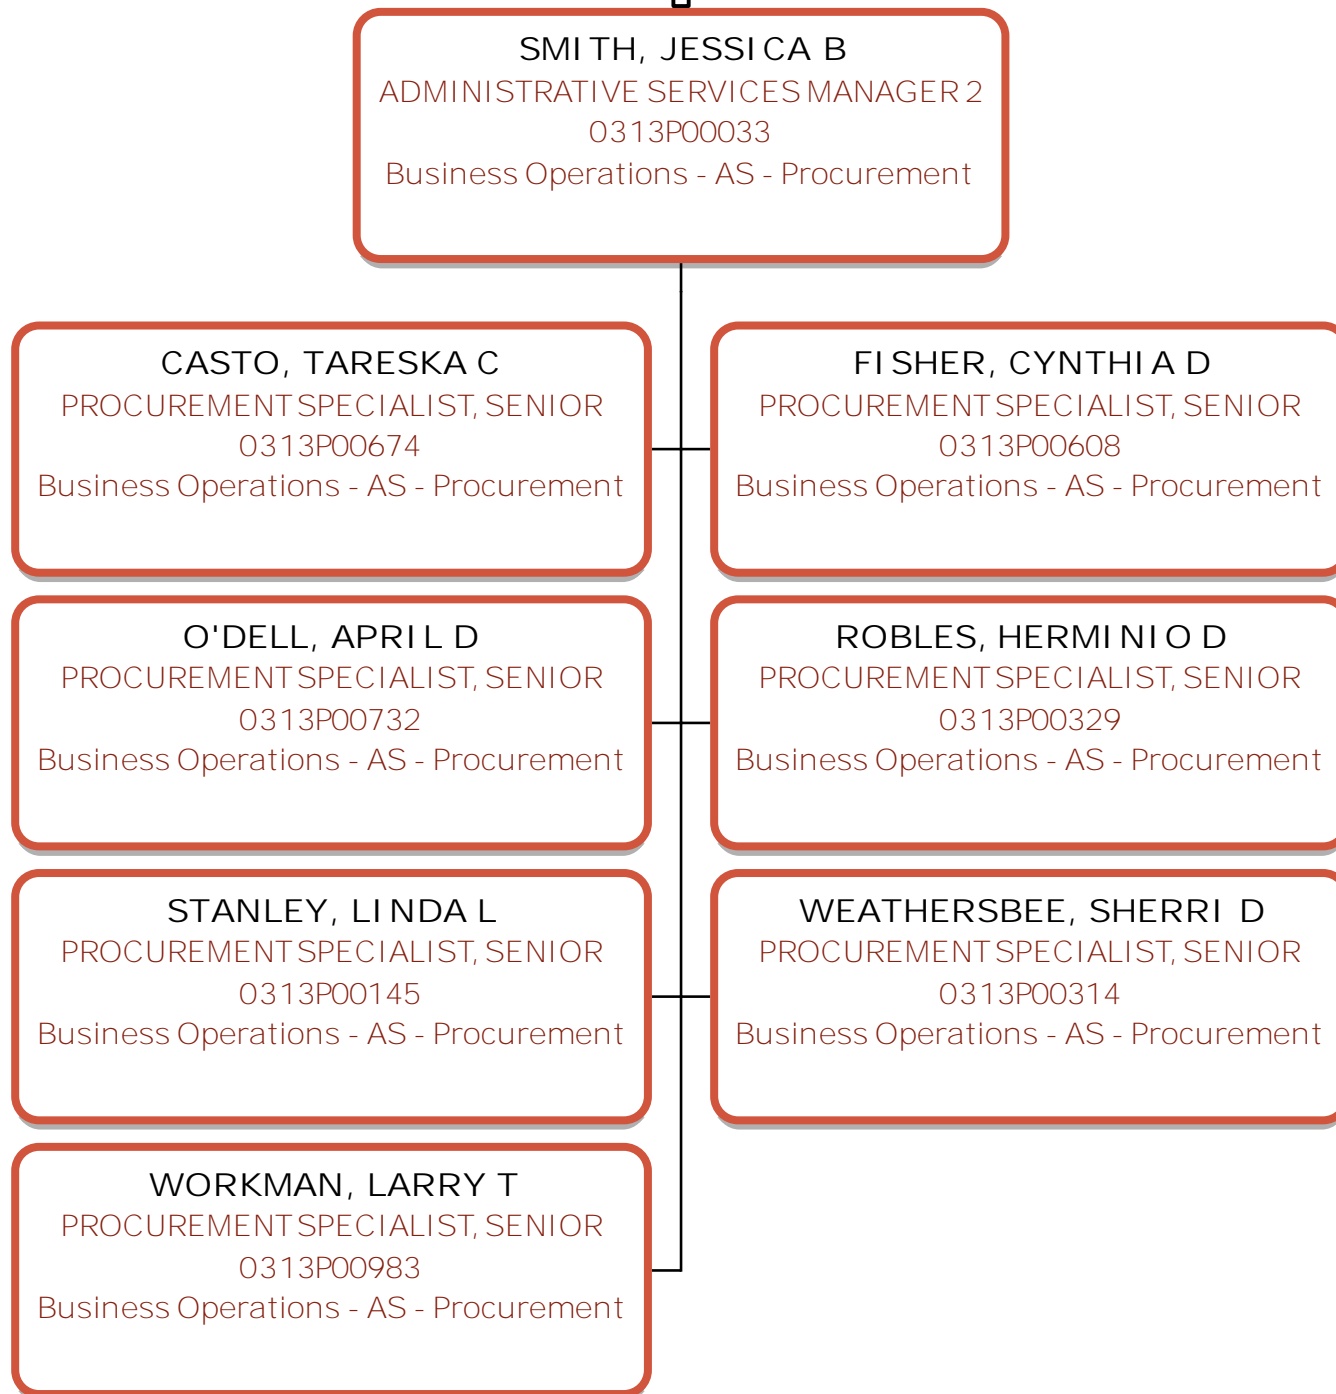 SMITH, JESSICA B
ADMINISTRATIVE SERVICES MANAGER 2
0313P00033
Business Operations - AS - Procurement
CASTO, TARESKA C
PROCUREMENT SPECIALIST, SENIOR
0313P00674
Business Operations - AS - Procurement
FISHER, CYNTHIA D
PROCUREMENT SPECIALIST, SENIOR
0313P00608
Business Operations - AS - Procurement
O'DELL, APRIL D
PROCUREMENT SPECIALIST, SENIOR
0313P00732
Business Operations - AS - Procurement
ROBLES, HERMINIO D
PROCUREMENT SPECIALIST, SENIOR
0313P00329
Business Operations - AS - Procurement
STANLEY, LINDA L
PROCUREMENT SPECIALIST, SENIOR
0313P00145
Business Operations - AS - Procurement
WEATHERSBEE, SHERRI D
PROCUREMENT SPECIALIST, SENIOR
0313P00314
Business Operations - AS - Procurement
WORKMAN, LARRY T
PROCUREMENT SPECIALIST, SENIOR
0313P00983
Business Operations - AS - Procurement